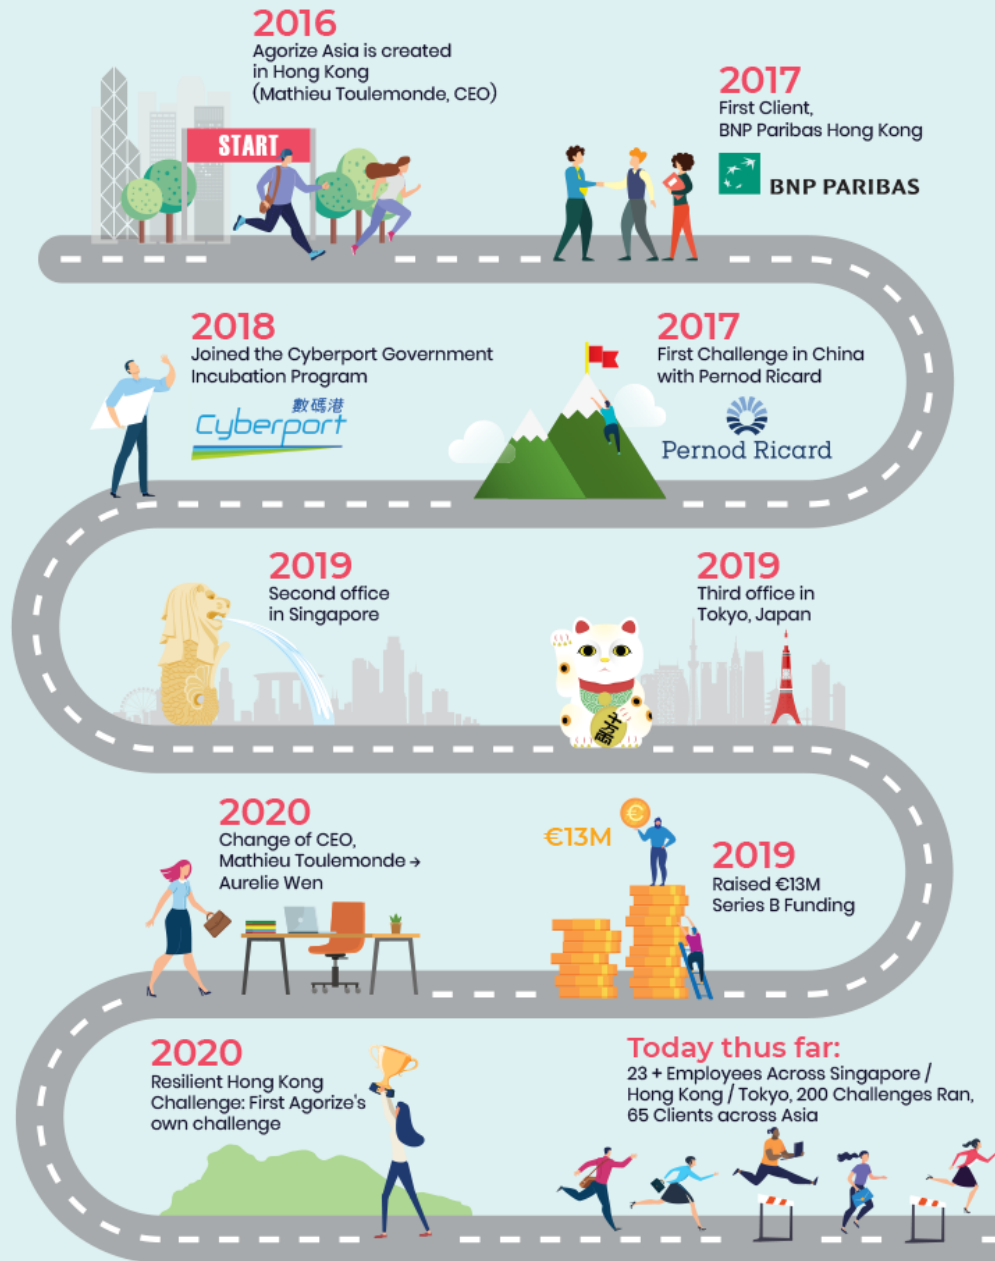 2016
Agorize Asia is created
in Hong Kong
(Mathieu Toulemonde, CEO)
START
2017
First Client,
BNP Paribas Hong Kong
BNP PARIBAS
2017
First Challenge in China
with Pernod Ricard
Pernod Ricard
2018
Joined the Cyberport Government
Incubation Program
數碼港
Cyberport
2019
Second office
in Singapore
2019
Third office in
Tokyo, Japan
€13M
€
2019
Raised €13M
Series B Funding
2020
Change of CEO,
Mathieu Toulemonde →
Aurelie Wen
2020
Resilient Hong Kong
Challenge: First Agorize's
own challenge
Today thus far:
23 + Employees Across Singapore /
Hong Kong / Tokyo, 200 Challenges Ran,
65 Clients across Asia